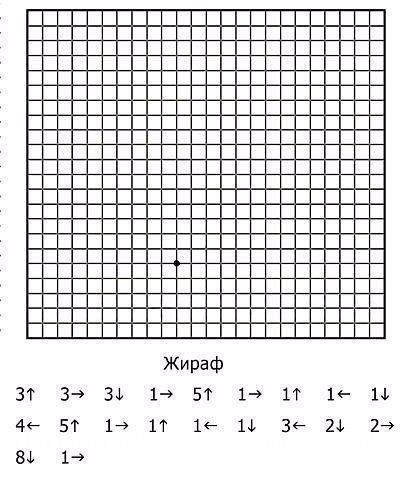 Жираф
3↑ 3→ 3↓ 1→ 5↑ 1→ 1↑ 1← 1↓
4← 5↑ 1→ 1↑ 1← 1↓ 3← 2↓ 2→
8↓ 1→